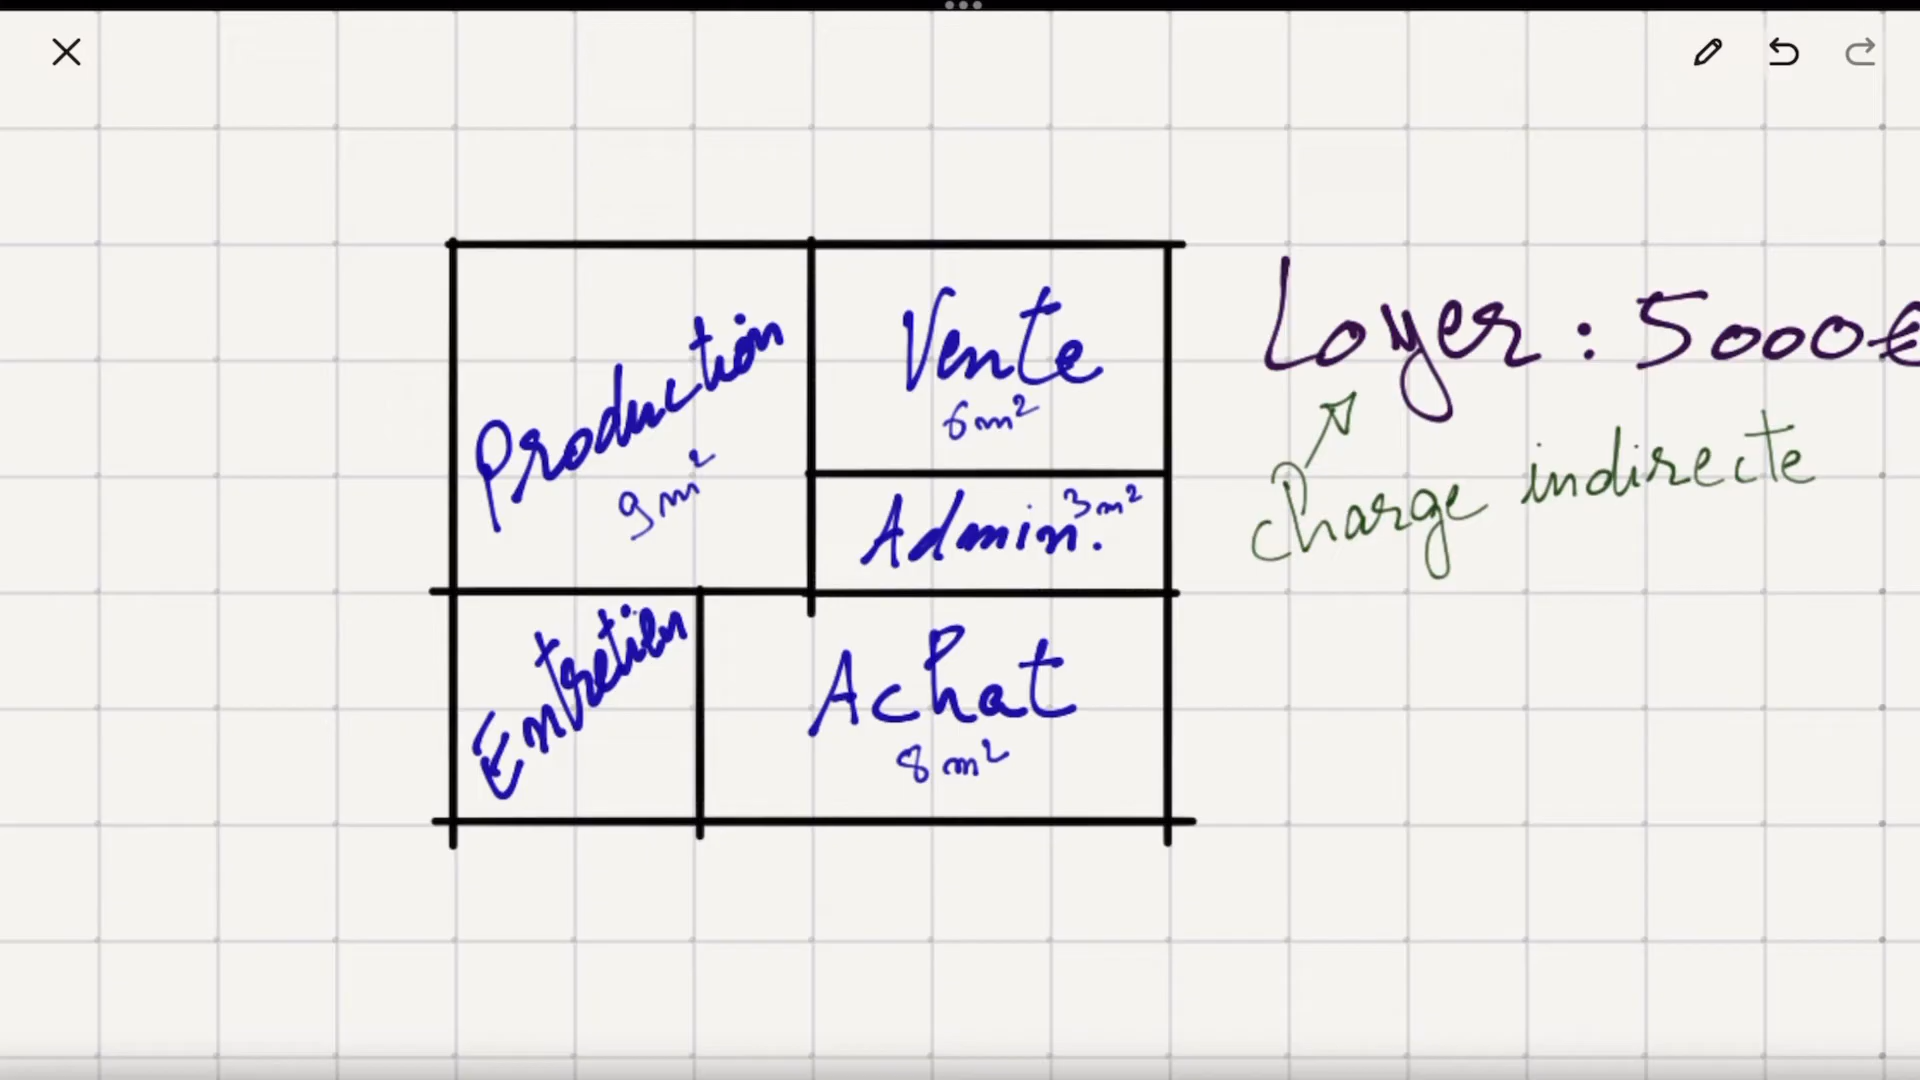 Production
9m²
Vente
6m²
Admin. 3m²
Entretien
Achat
8m²
Loyer : 5000€
charge indirecte